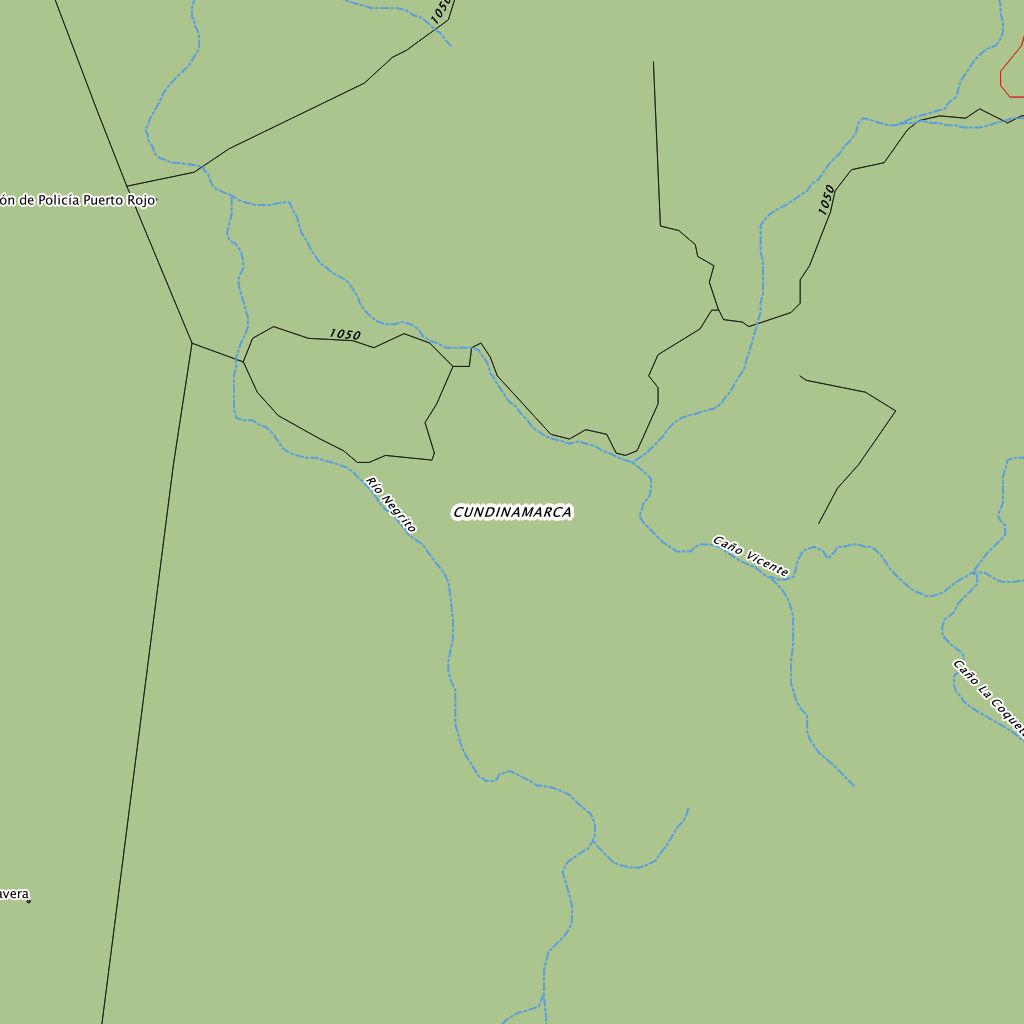 1050
ón de Policía Puerto Rojo
1050
1050
Río Negrito
CUNDINAMARCA
Caño Vicente
Caño La Coquet
avera